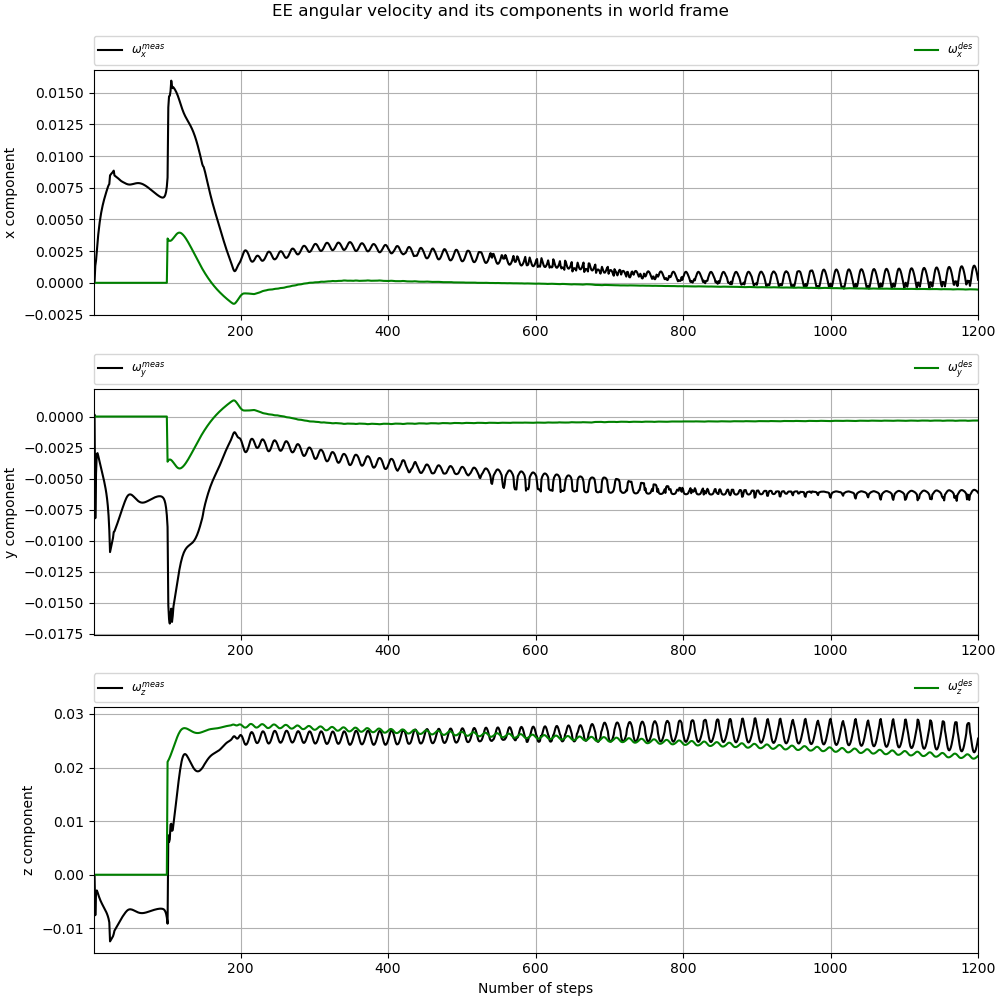 EE angular velocity and its components in world frame
ω_x^meas ω_x^des
0.0150
0.0125
0.0100
0.0075
0.0050
0.0025
0.0000
−0.0025
x component
200 400 600 800 1000 1200
ω_y^meas ω_y^des
0.0000
−0.0025
−0.0050
−0.0075
−0.0100
−0.0125
−0.0150
−0.0175
y component
200 400 600 800 1000 1200
ω_z^meas ω_z^des
0.03
0.02
0.01
0.00
−0.01
z component
200 400 600 800 1000 1200
Number of steps